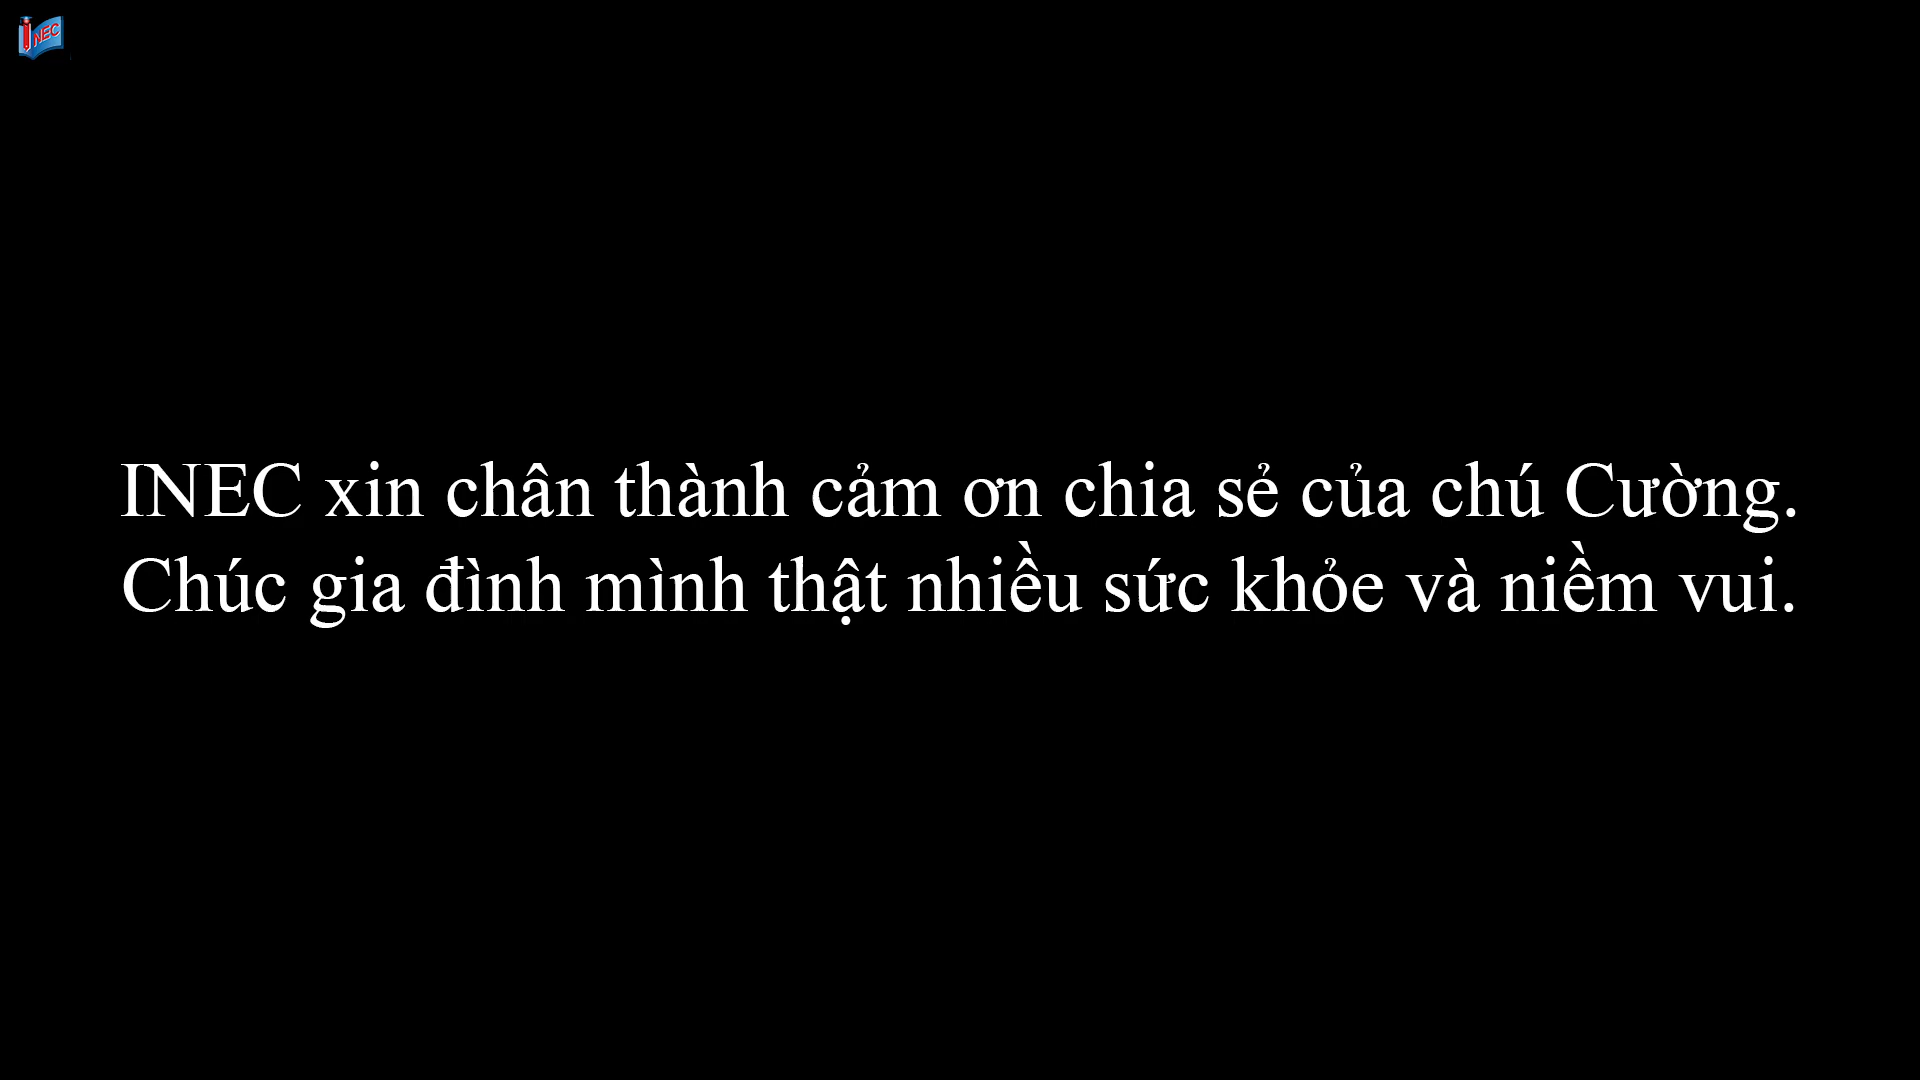 INEC
INEC xin chân thành cảm ơn chia sẻ của chú Cường.
Chúc gia đình mình thật nhiều sức khỏe và niềm vui.